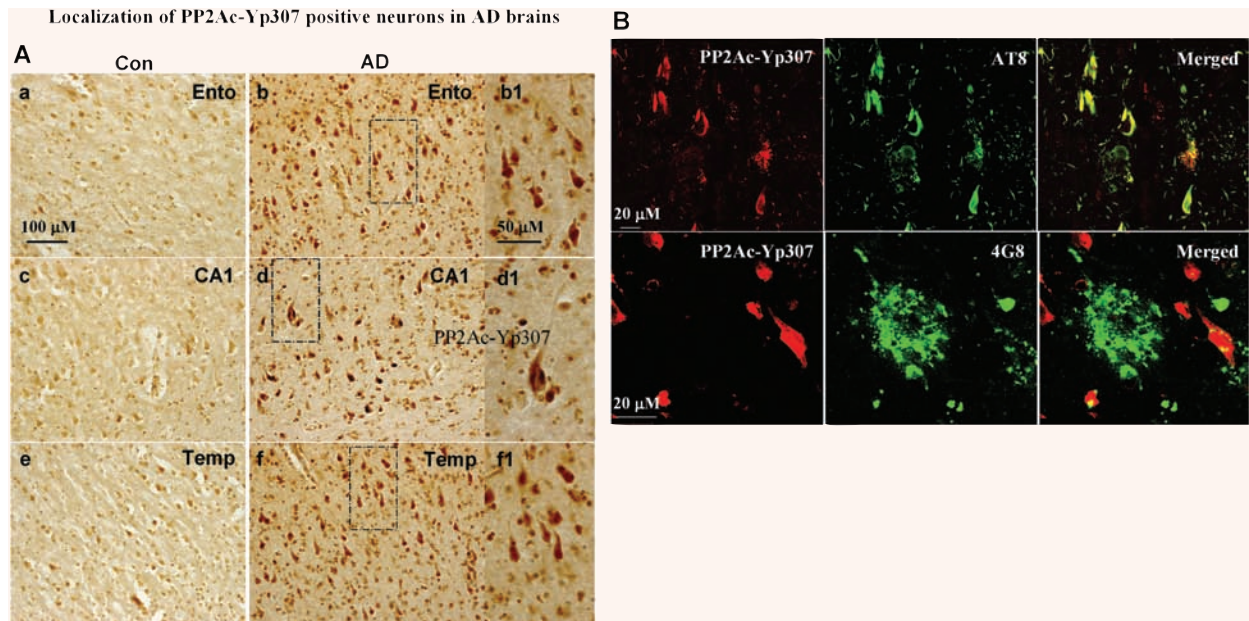 Localization of PP2Ac-Yp307 positive neurons in AD brains
A
Con
AD
a
Ento
100 µM
b
Ento
b1
50 µM
c
CA1
d
CA1
d1
PP2Ac-Yp307
e
Temp
f
Temp
f1
B
PP2Ac-Yp307
AT8
Merged
20 µM
PP2Ac-Yp307
4G8
Merged
20 µM